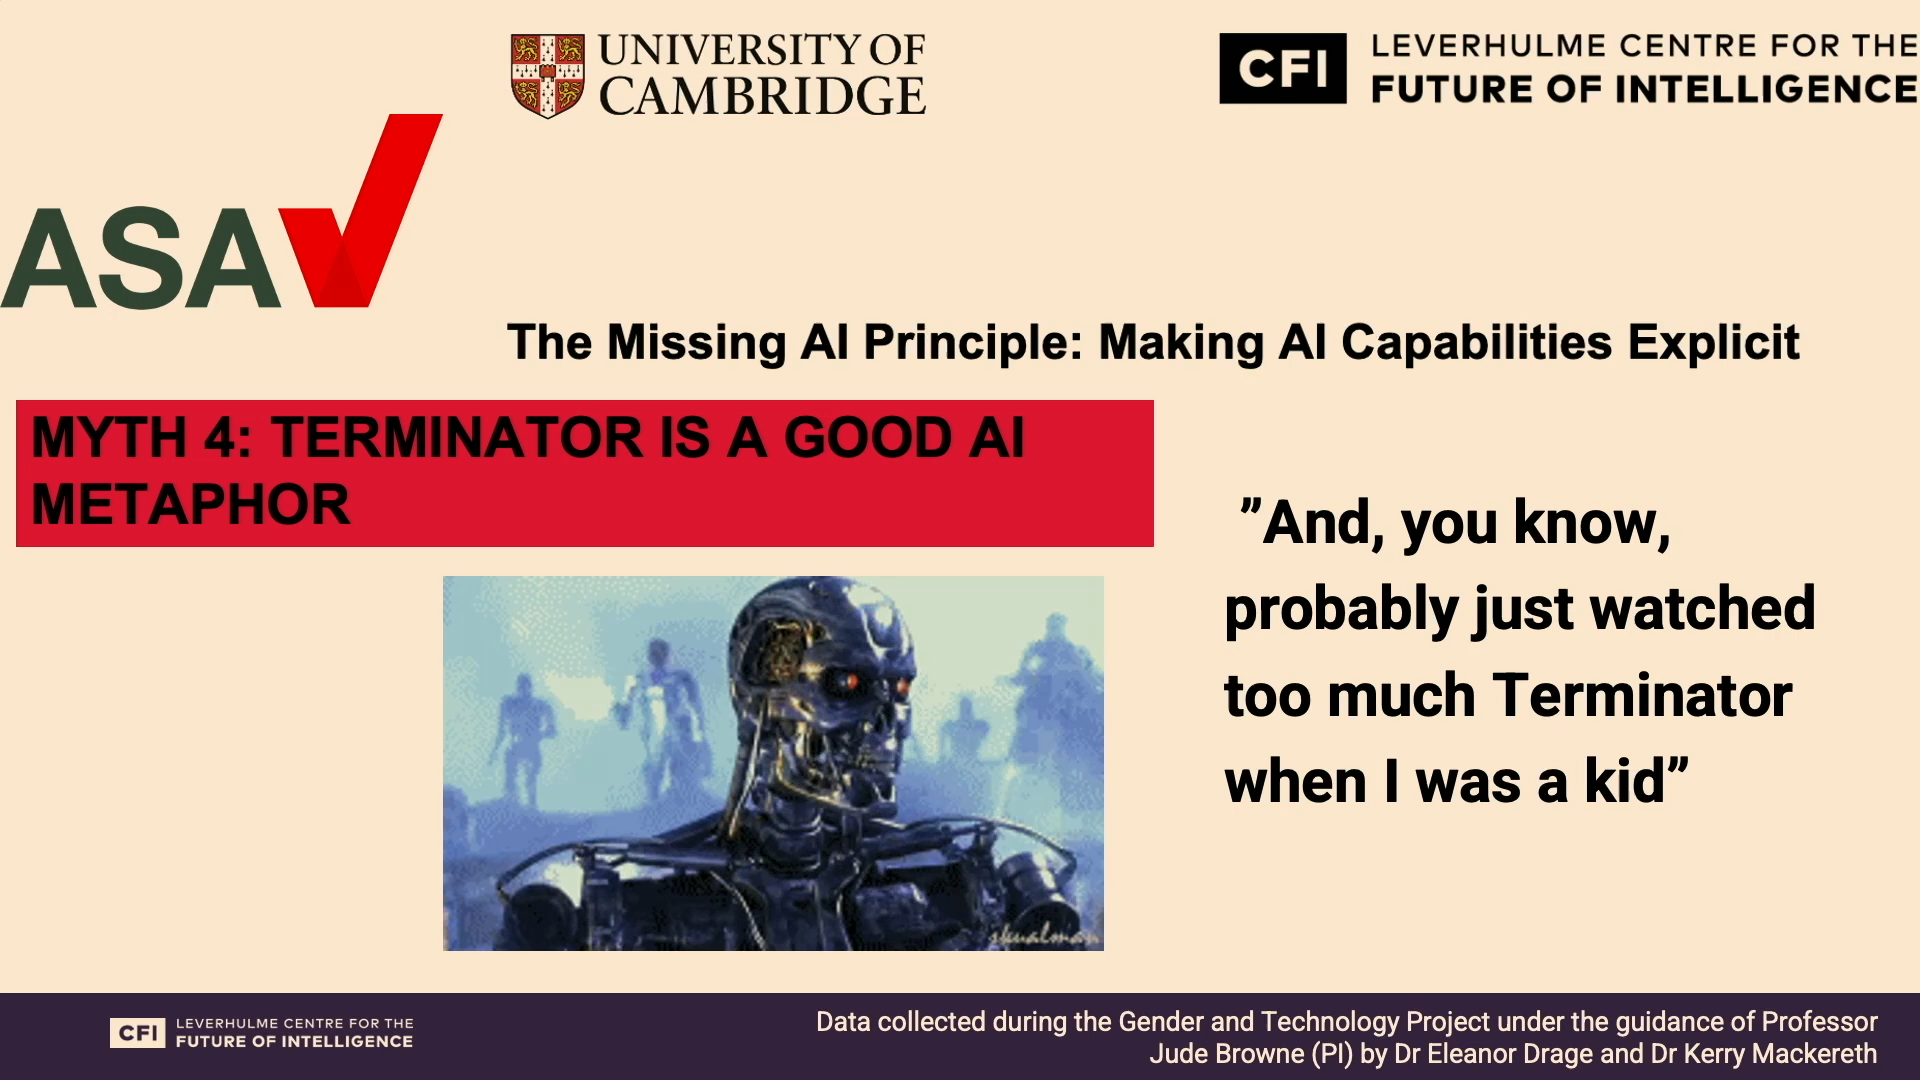 UNIVERSITY OF
CAMBRIDGE
CFI
LEVERHULME CENTRE FOR THE
FUTURE OF INTELLIGENCE
ASA
The Missing AI Principle: Making AI Capabilities Explicit
MYTH 4: TERMINATOR IS A GOOD AI
METAPHOR
”And, you know,
probably just watched
too much Terminator
when I was a kid”
skualman
CFI
LEVERHULME CENTRE FOR THE
FUTURE OF INTELLIGENCE
Data collected during the Gender and Technology Project under the guidance of Professor
Jude Browne (PI) by Dr Eleanor Drage and Dr Kerry Mackereth